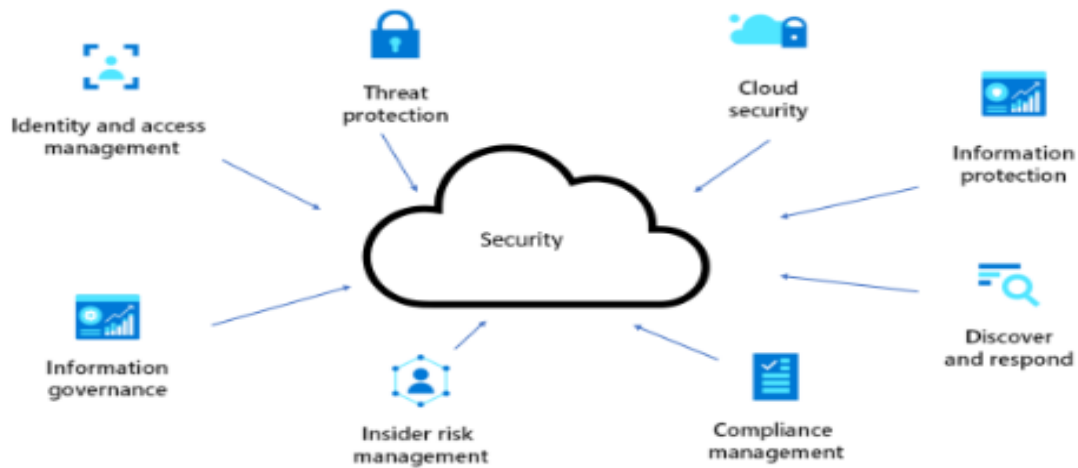 Identity and access
management
Threat
protection
Cloud
security
Information
protection
Security
Information
governance
Insider risk
management
Compliance
management
Discover
and respond